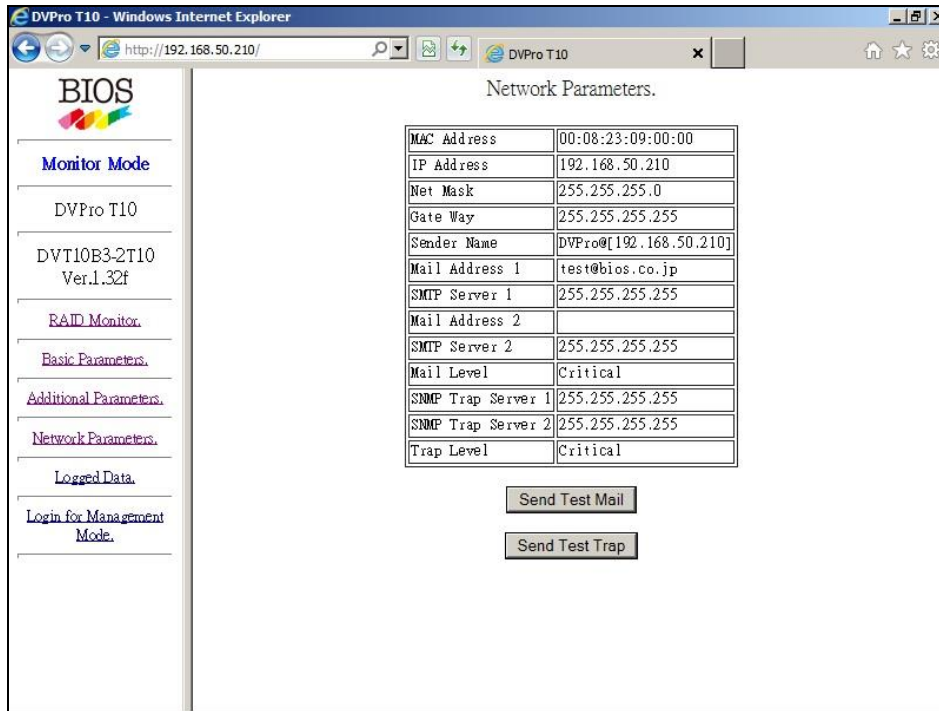 DVPro T10 - Windows Internet Explorer
http://192.168.50.210/
DVPro T10
BIOS
Monitor Mode
DVPro T10
DVT10B3-2T10
Ver.1.32f
RAID Monitor.
Basic Parameters.
Additional Parameters.
Network Parameters.
Logged Data.
Login for Management
Mode.
Network Parameters.
MAC Address 00:08:23:09:00:00
IP Address 192.168.50.210
Net Mask 255.255.255.0
Gate Way 255.255.255.255
Sender Name DVPro@[192.168.50.210]
Mail Address 1 test@bios.co.jp
SMTP Server 1 255.255.255.255
Mail Address 2
SMTP Server 2 255.255.255.255
Mail Level Critical
SNMP Trap Server 1 255.255.255.255
SNMP Trap Server 2 255.255.255.255
Trap Level Critical
Send Test Mail
Send Test Trap